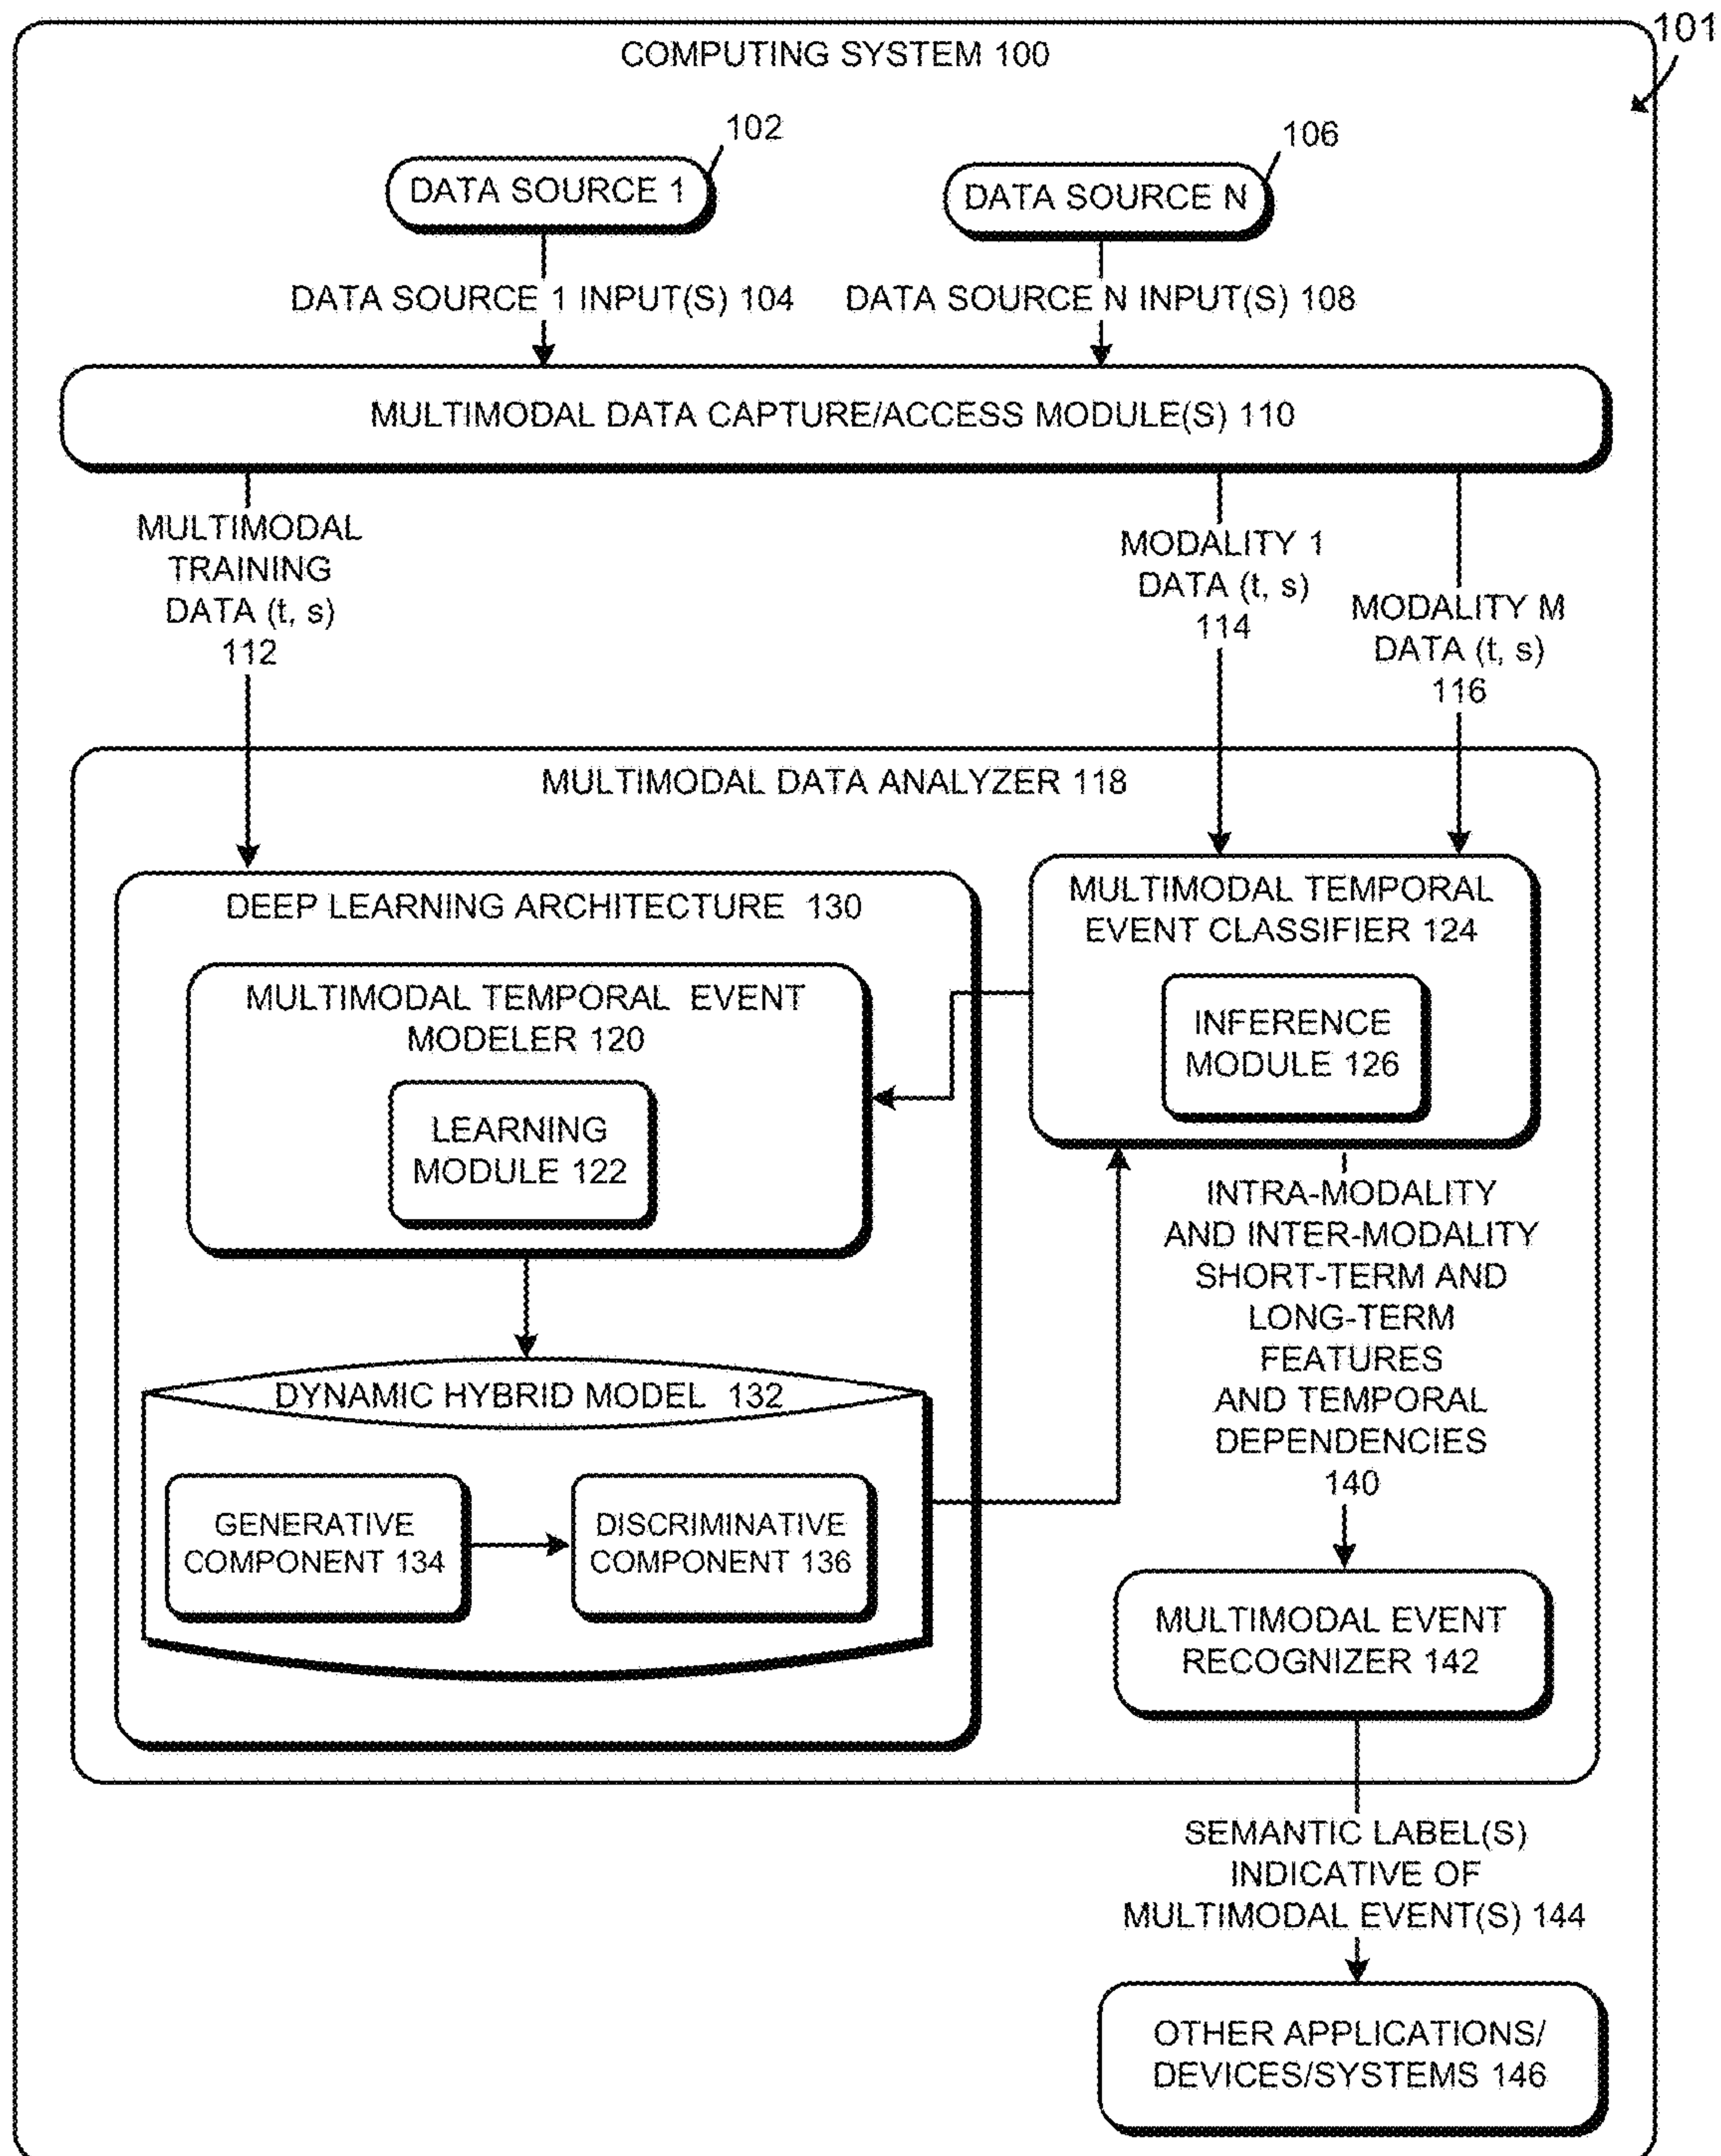 101
COMPUTING SYSTEM 100
102
106
DATA SOURCE 1
DATA SOURCE N
DATA SOURCE 1 INPUT(S) 104
DATA SOURCE N INPUT(S) 108
MULTIMODAL DATA CAPTURE/ACCESS MODULE(S) 110
MULTIMODAL
TRAINING
DATA (t, s)
112
MODALITY 1
DATA (t, s)
114
MODALITY M
DATA (t, s)
116
MULTIMODAL DATA ANALYZER 118
DEEP LEARNING ARCHITECTURE 130
MULTIMODAL TEMPORAL EVENT
MODELER 120
LEARNING
MODULE 122
DYNAMIC HYBRID MODEL 132
GENERATIVE
COMPONENT 134
DISCRIMINATIVE
COMPONENT 136
MULTIMODAL TEMPORAL
EVENT CLASSIFIER 124
INFERENCE
MODULE 126
INTRA-MODALITY
AND INTER-MODALITY
SHORT-TERM AND
LONG-TERM
FEATURES
AND TEMPORAL
DEPENDENCIES
140
MULTIMODAL EVENT
RECOGNIZER 142
SEMANTIC LABEL(S)
INDICATIVE OF
MULTIMODAL EVENT(S) 144
OTHER APPLICATIONS/
DEVICES/SYSTEMS 146